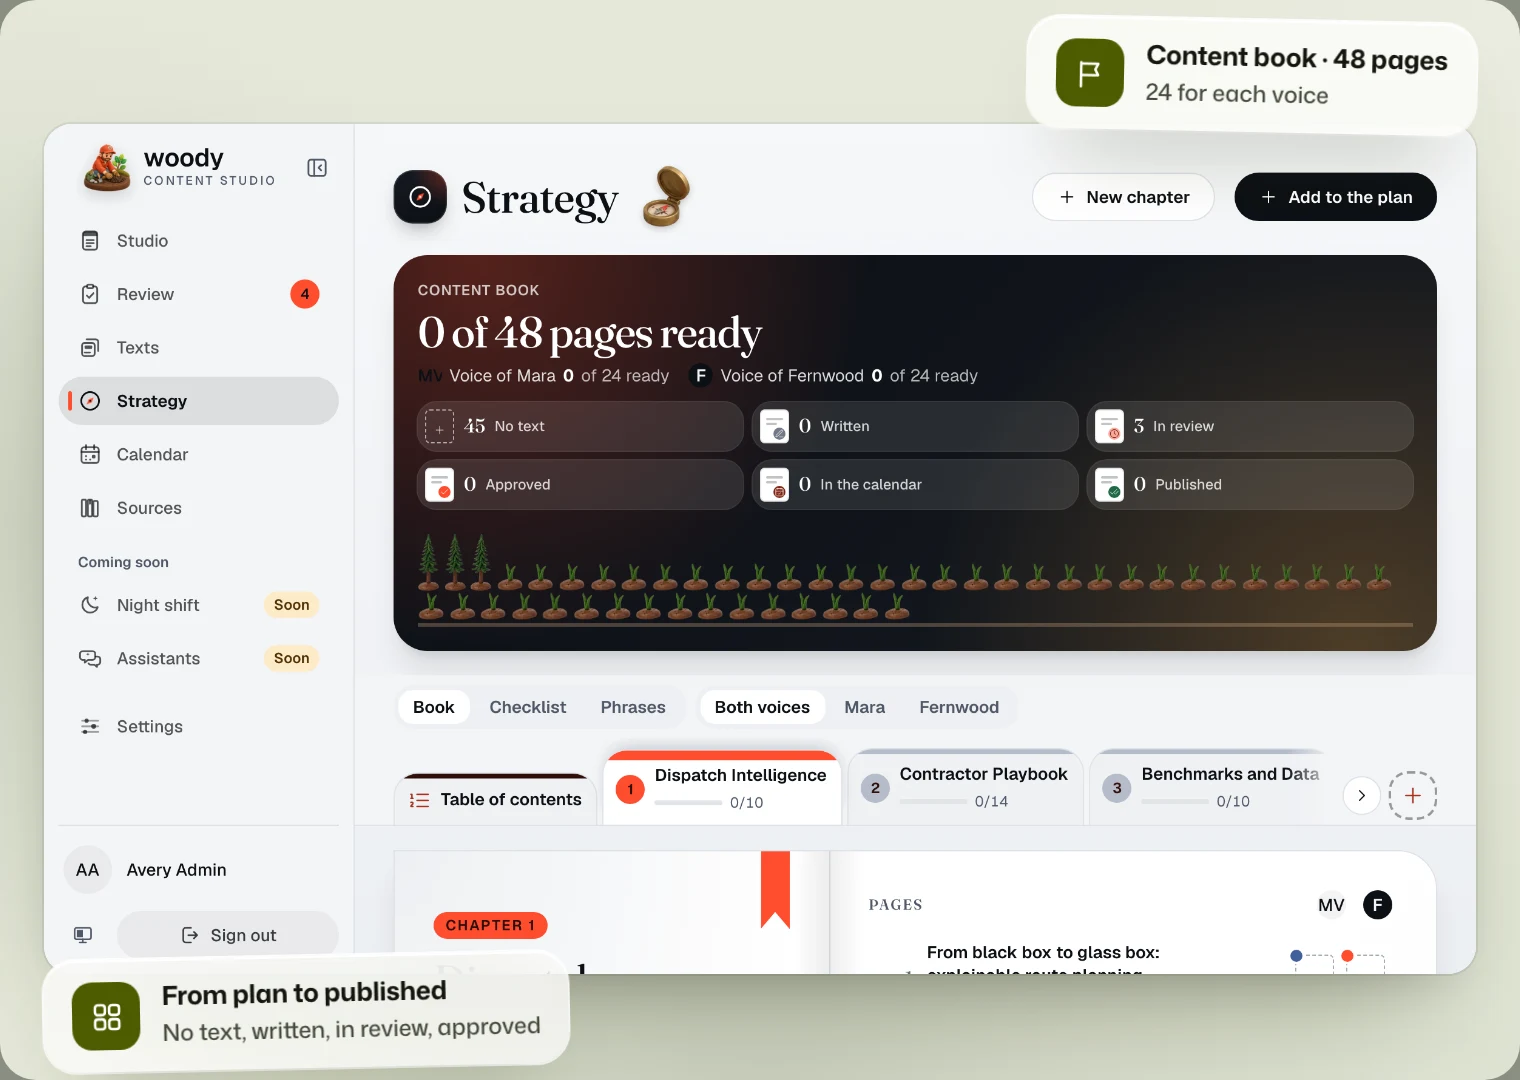 Content book · 48 pages
24 for each voice
woody
CONTENT STUDIO
Studio
Review
4
Texts
Strategy
Calendar
Sources
Coming soon
Night shift
Soon
Assistants
Soon
Settings
AA
Avery Admin
Sign out
Strategy
+ New chapter
+ Add to the plan
CONTENT BOOK
0 of 48 pages ready
MV Voice of Mara 0 of 24 ready F Voice of Fernwood 0 of 24 ready
45 No text
0 Written
3 In review
0 Approved
0 In the calendar
0 Published
Book Checklist Phrases
Both voices Mara Fernwood
Table of contents
1 Dispatch Intelligence
0/10
2 Contractor Playbook
0/14
3 Benchmarks and Data
0/10
CHAPTER 1
PAGES
MV F
From black box to glass box:
explainable route planning
From plan to published
No text, written, in review, approved